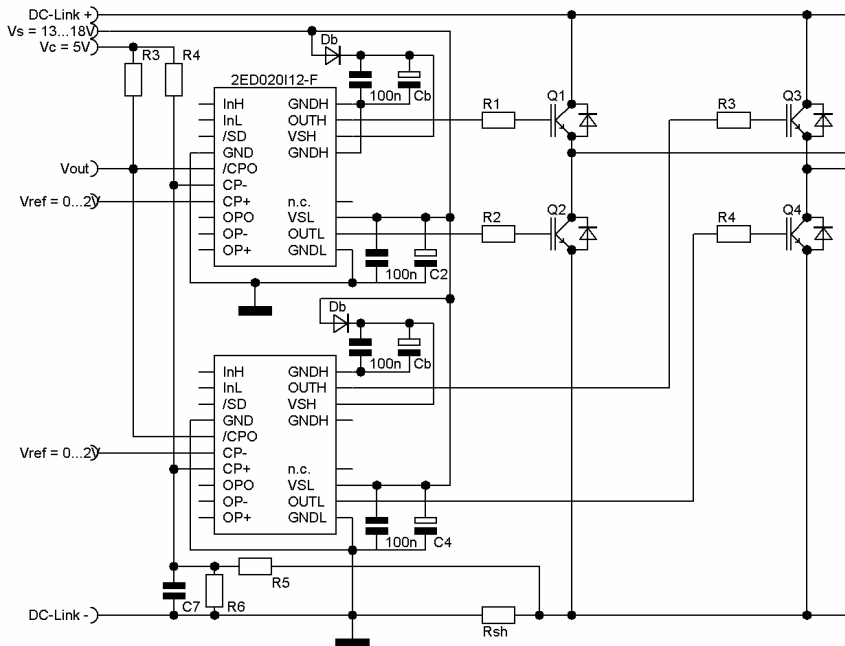 DC-Link +
Vs = 13...18V
Vc = 5V
R3
R4
Db
100n
Cb
2ED020I12-F
InH
InL
/SD
GND
/CPO
CP-
CP+
OPO
OP-
OP+
GNDH
OUTH
VSH
GNDH
n.c.
VSL
OUTL
GNDL
Vout
Vref = 0...2V
100n
C2
R1
Q1
R3
Q3
R2
Q2
R4
Q4
Db
100n
Cb
InH
InL
/SD
GND
/CPO
CP-
CP+
OPO
OP-
OP+
GNDH
OUTH
VSH
GNDH
n.c.
VSL
OUTL
GNDL
Vref = 0...2V
100n
C4
R5
C7
R6
DC-Link -
Rsh